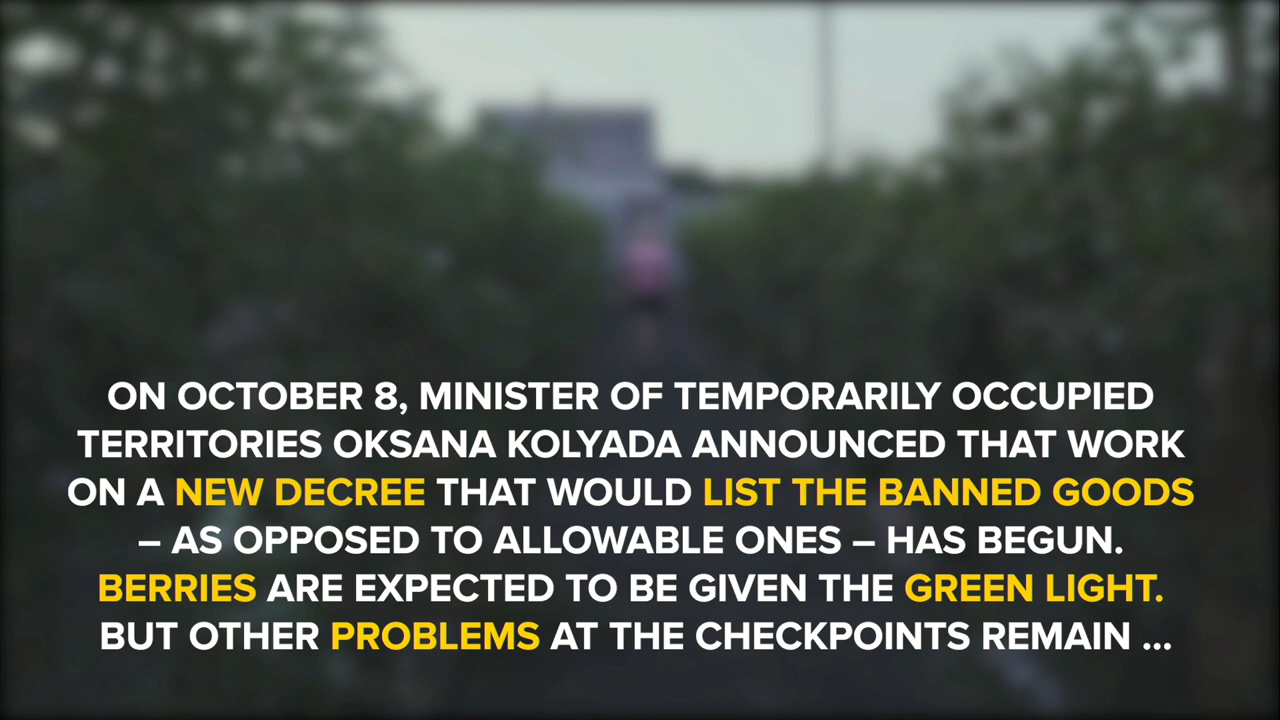 ON OCTOBER 8, MINISTER OF TEMPORARILY OCCUPIED
TERRITORIES OKSANA KOLYADA ANNOUNCED THAT WORK
ON A NEW DECREE THAT WOULD LIST THE BANNED GOODS
– AS OPPOSED TO ALLOWABLE ONES – HAS BEGUN.
BERRIES ARE EXPECTED TO BE GIVEN THE GREEN LIGHT.
BUT OTHER PROBLEMS AT THE CHECKPOINTS REMAIN ...